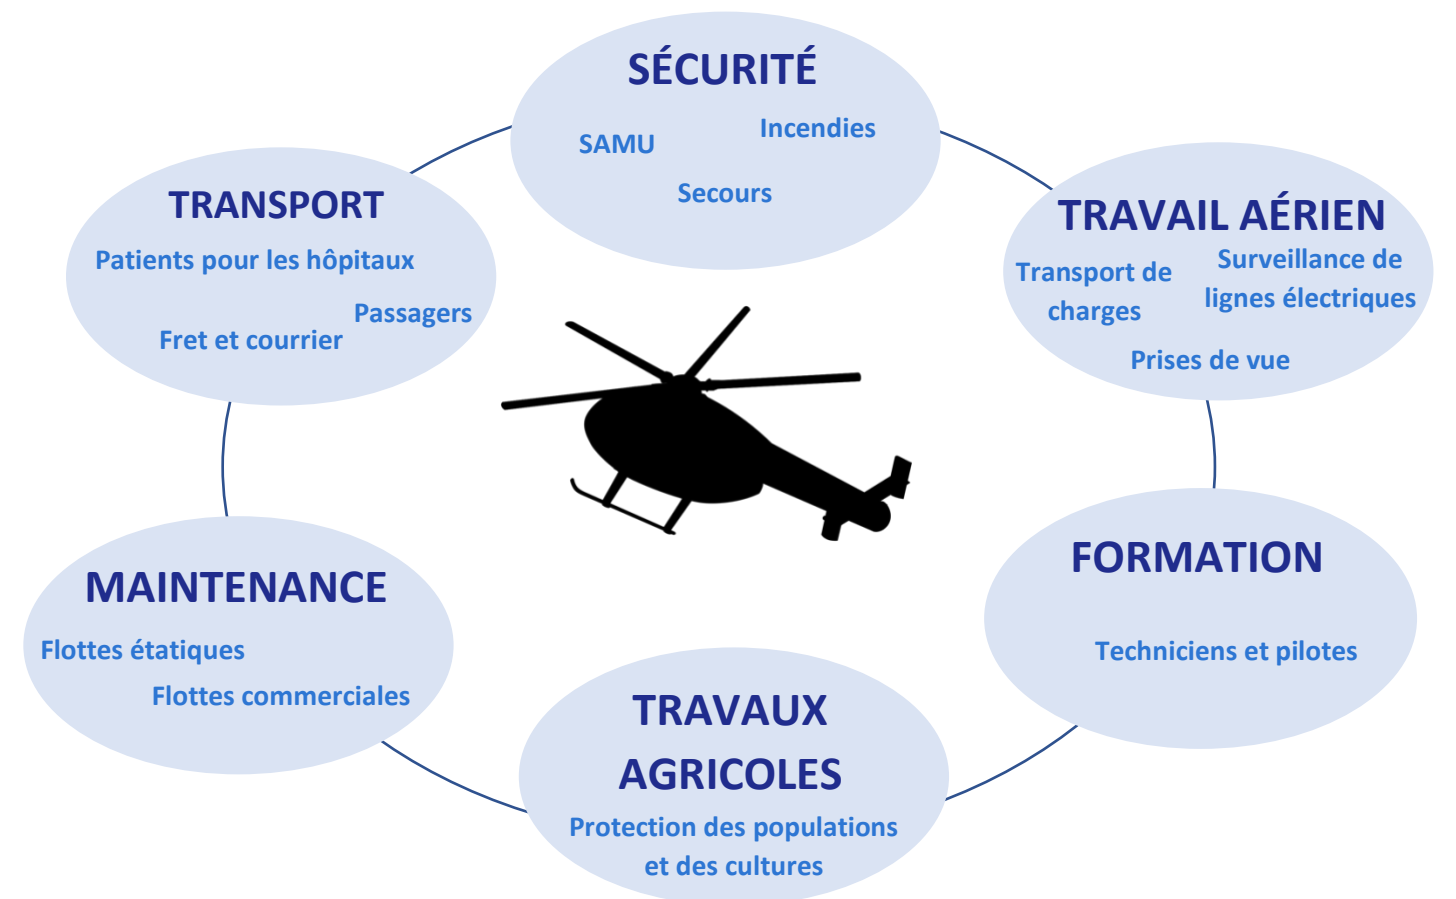 SÉCURITÉ
SAMU
Incendies
Secours
TRAVAIL AÉRIEN
Transport de
charges
Surveillance de
lignes électriques
Prises de vue
FORMATION
Techniciens et pilotes
TRAVAUX
AGRICOLES
Protection des populations
et des cultures
MAINTENANCE
Flottes étatiques
Flottes commerciales
TRANSPORT
Patients pour les hôpitaux
Passagers
Fret et courrier